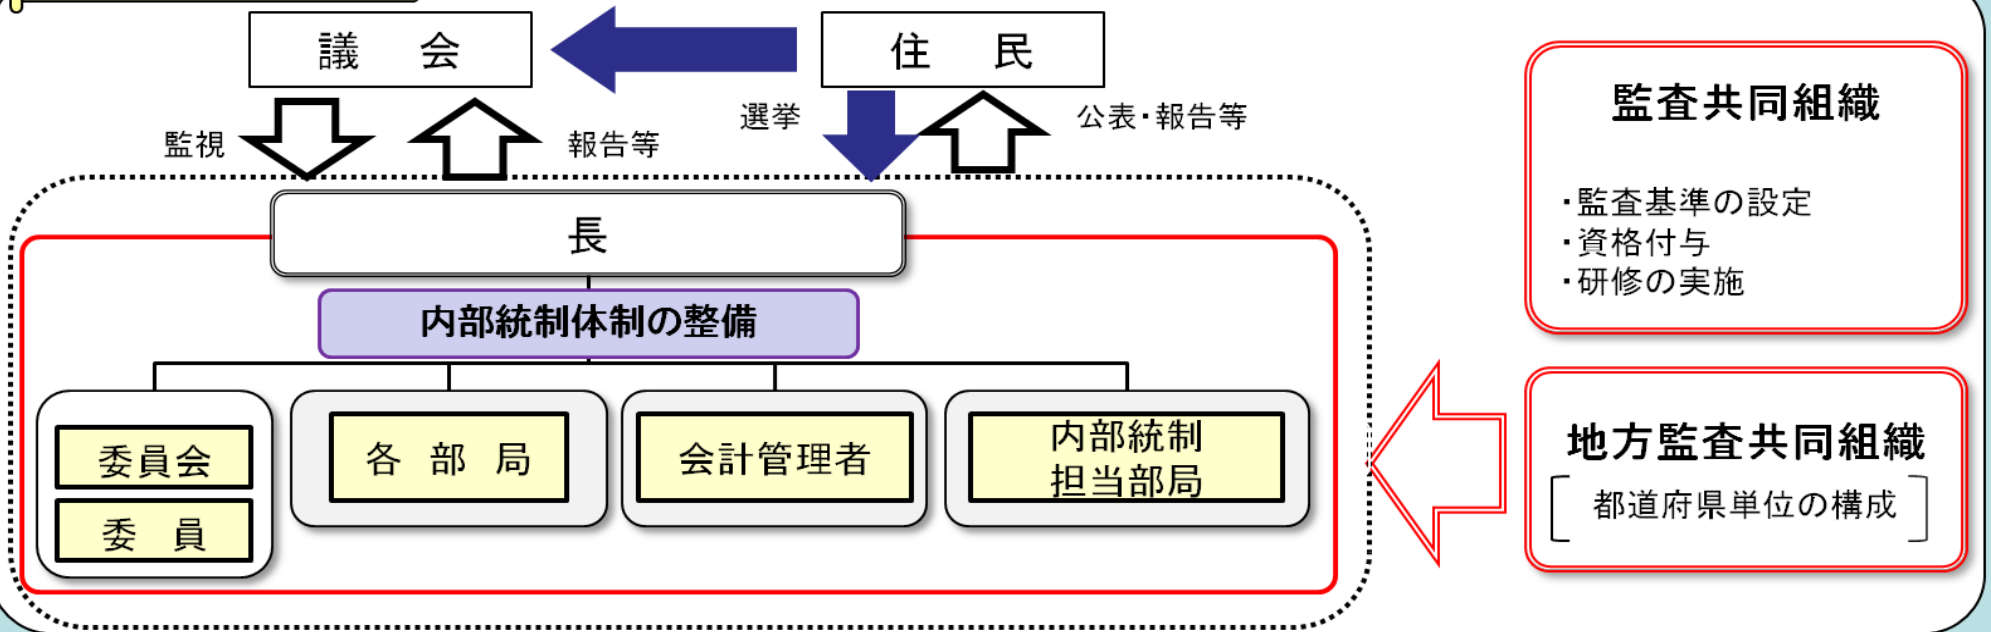 議 会
住 民
監視
報告等
選挙
公表・報告等
長
内部統制体制の整備
委員会
委 員
各 部 局
会計管理者
内部統制
担当部局
監査共同組織
・監査基準の設定
・資格付与
・研修の実施
地方監査共同組織
[都道府県単位の構成]